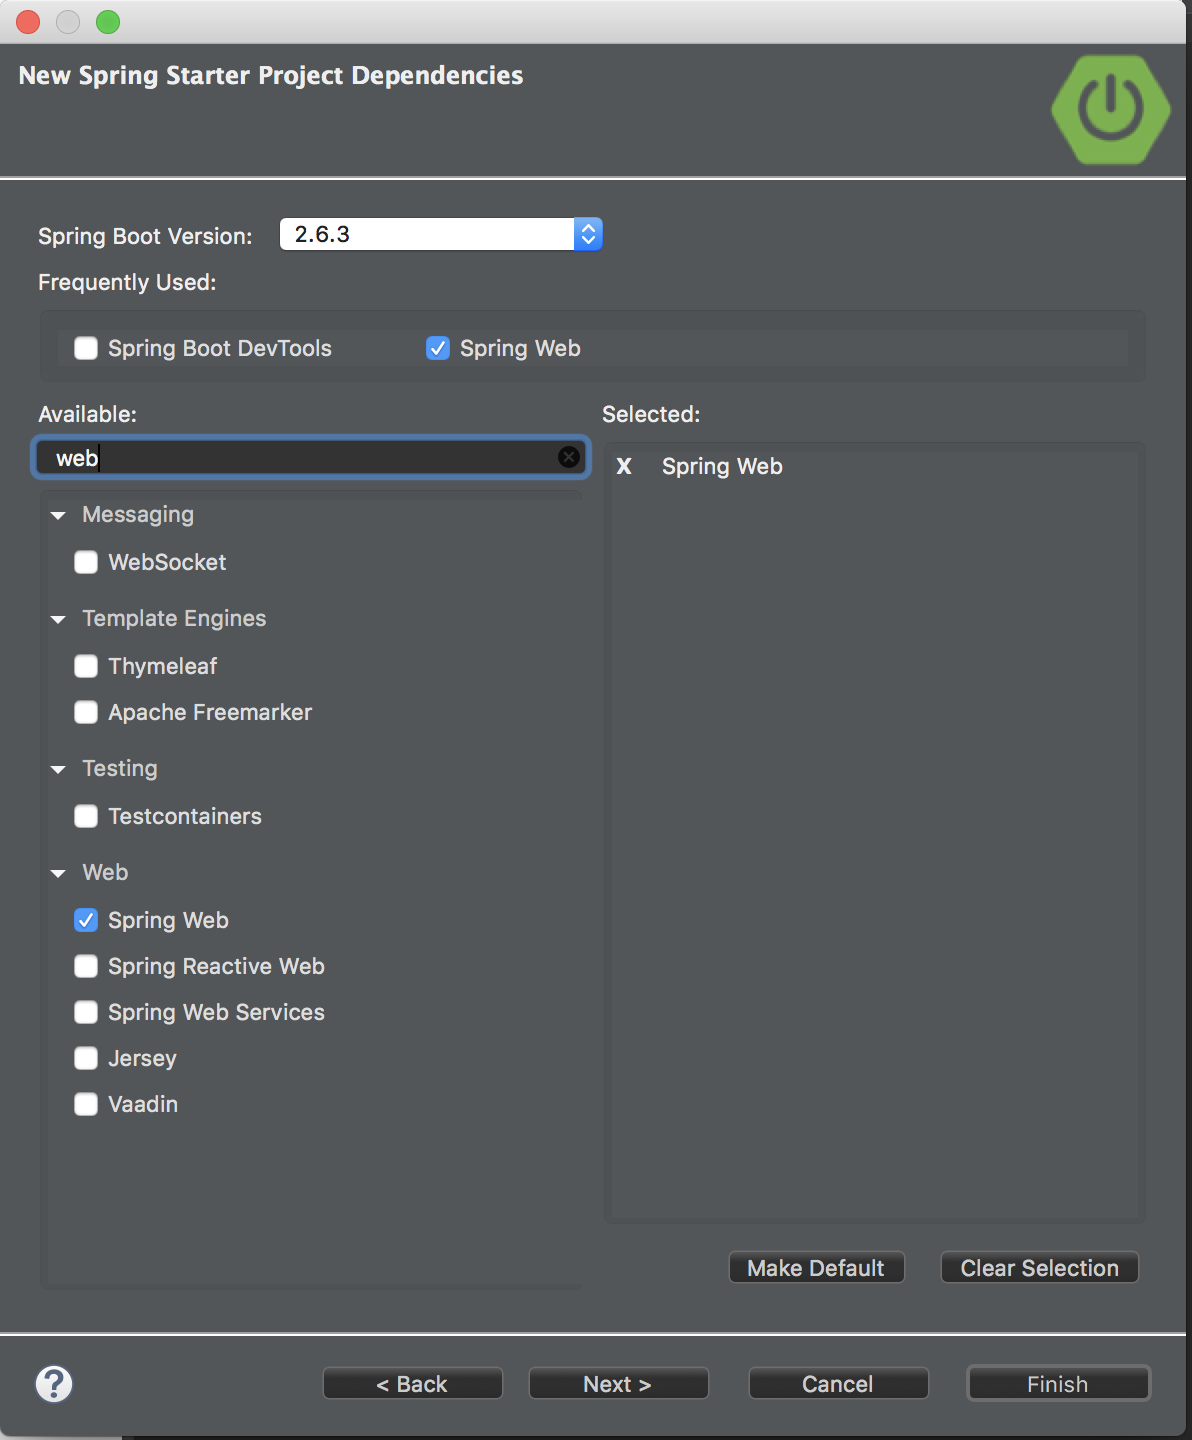 New Spring Starter Project Dependencies
Spring Boot Version: 2.6.3
Frequently Used:
Spring Boot DevTools Spring Web
Available: Selected:
web
X Spring Web
Messaging
WebSocket
Template Engines
Thymeleaf
Apache Freemarker
Testing
Testcontainers
Web
Spring Web
Spring Reactive Web
Spring Web Services
Jersey
Vaadin
Make Default Clear Selection
? < Back Next > Cancel Finish